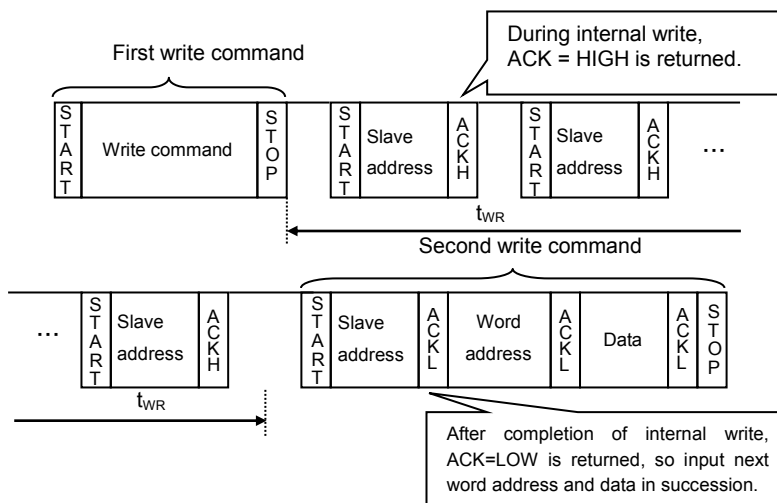 First write command
During internal write,
ACK = HIGH is returned.
START
Write command
STOP
START
Slave
address
ACKH
START
Slave
address
ACKH
…
tWR
Second write command
…
START
Slave
address
ACKH
START
Slave
address
ACKL
Word
address
ACKL
Data
ACKL
STOP
tWR
After completion of internal write,
ACK=LOW is returned, so input next
word address and data in succession.